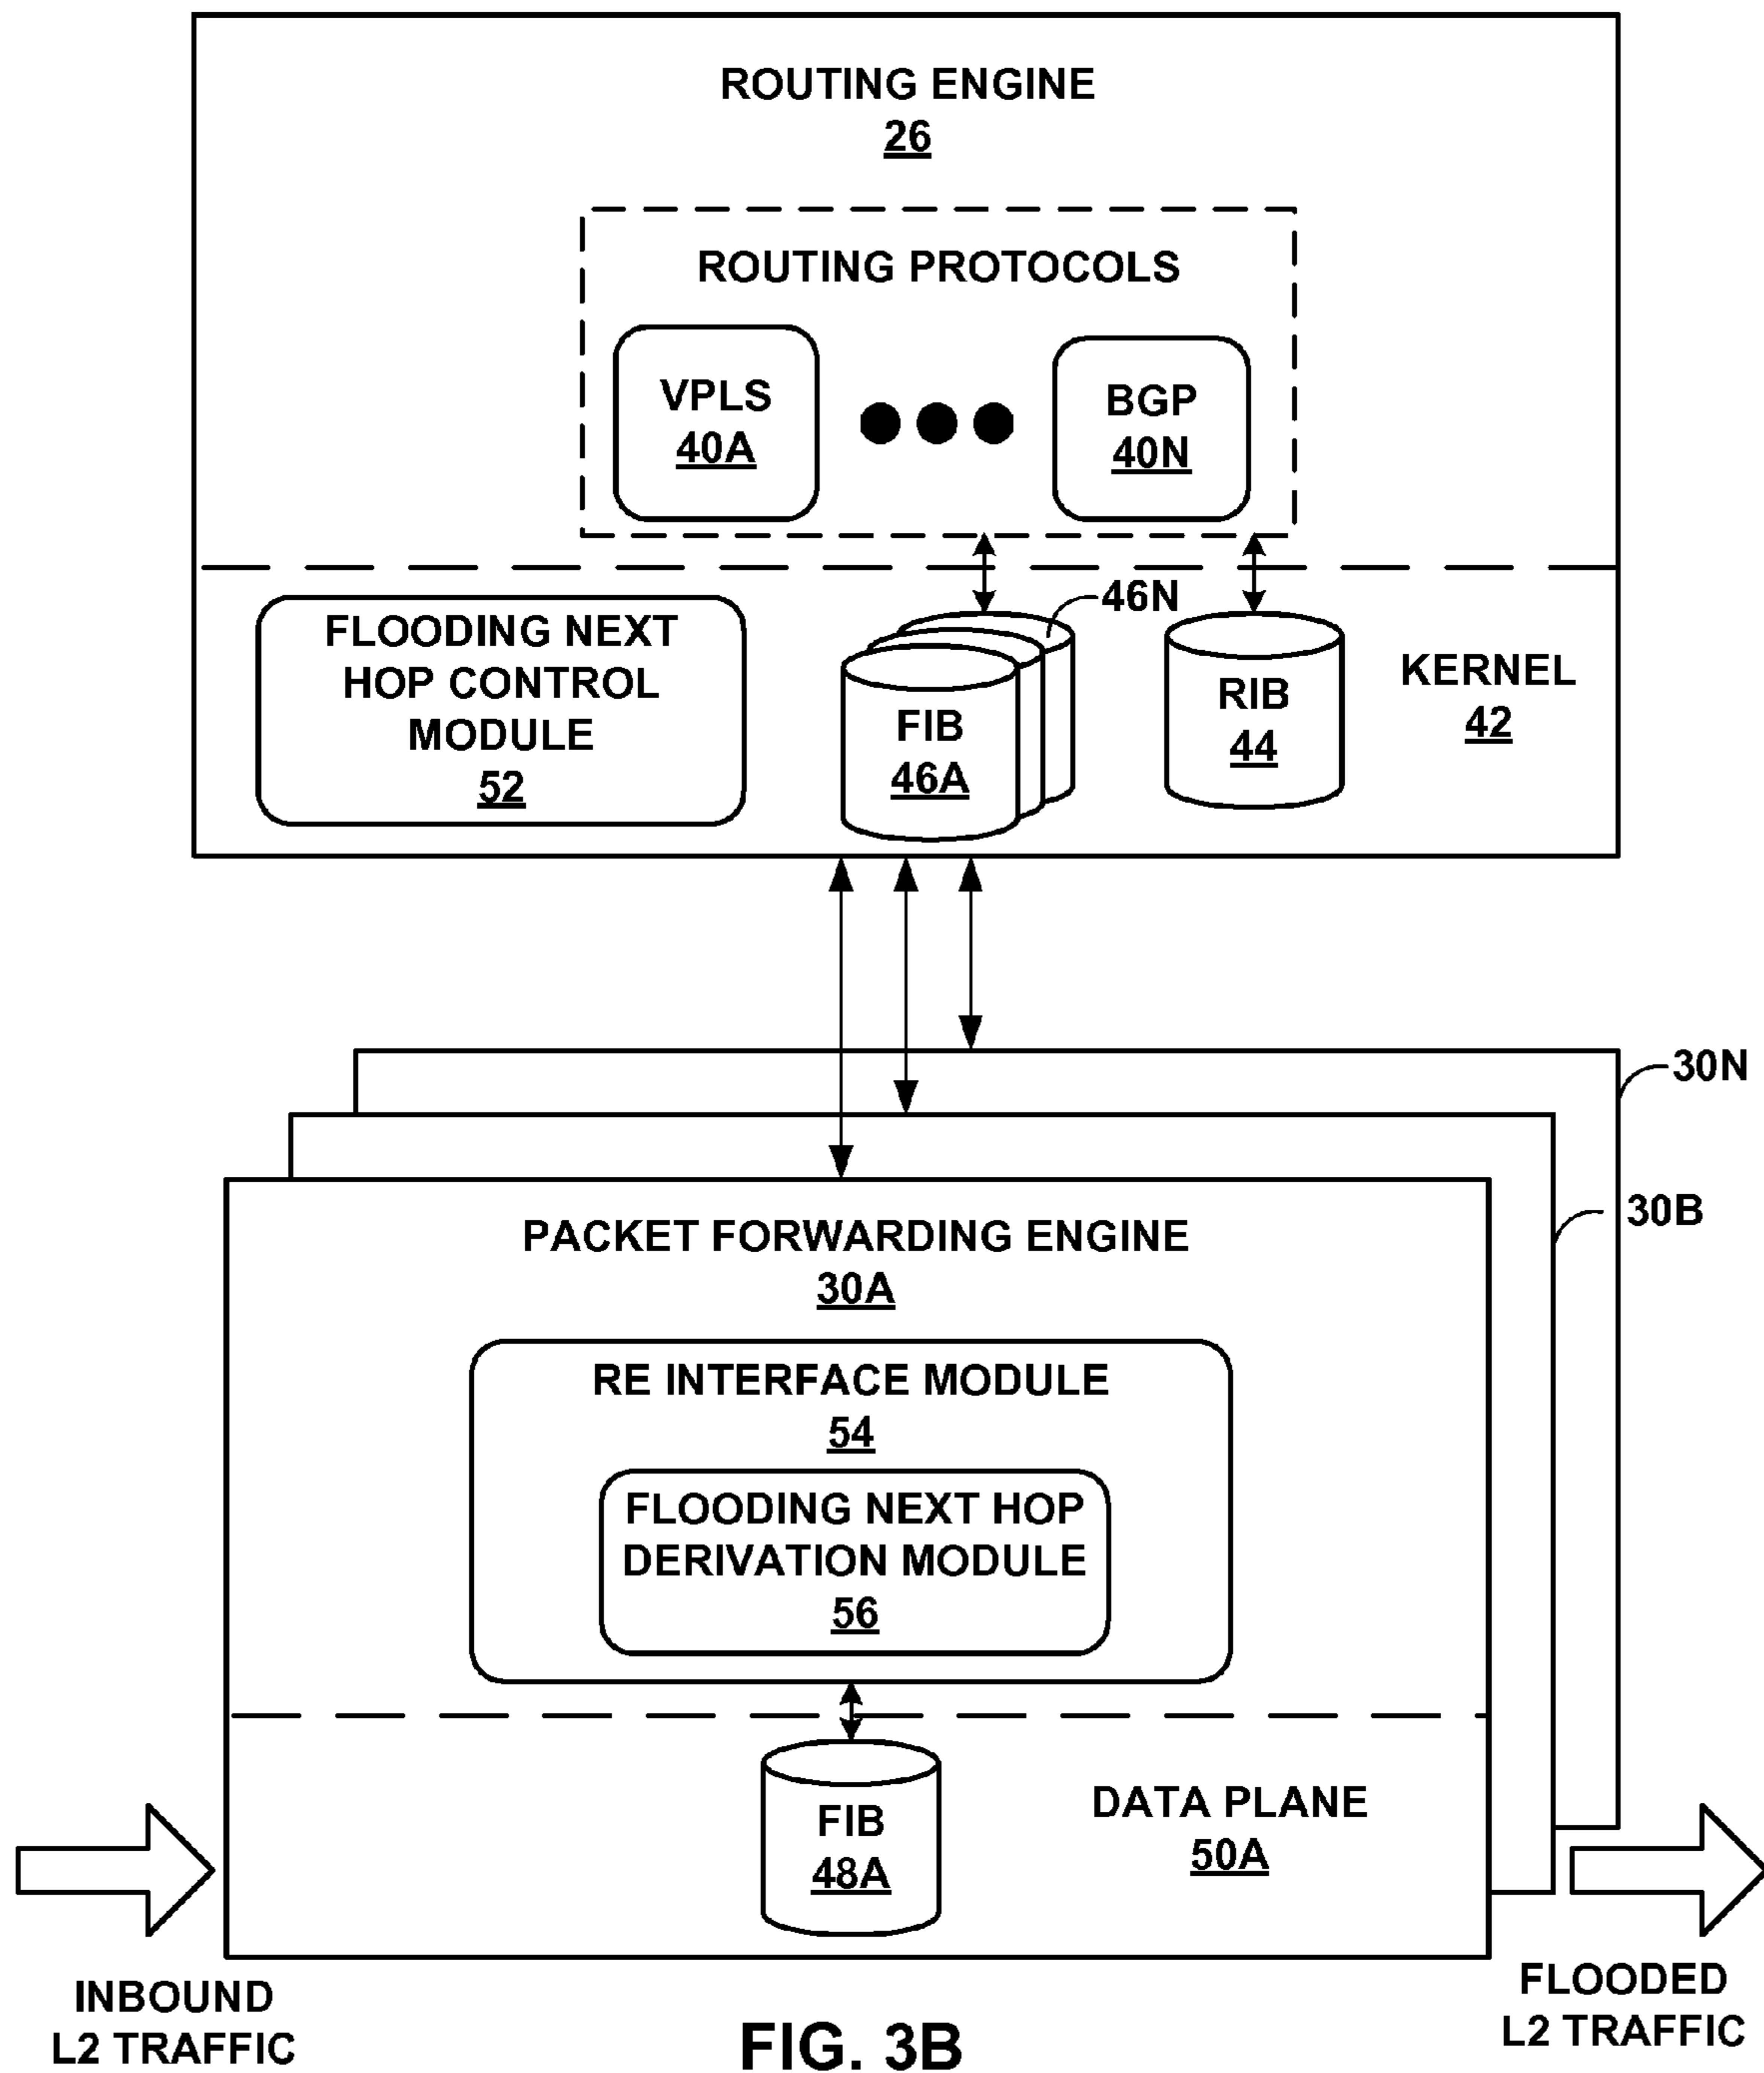 ROUTING ENGINE
26
ROUTING PROTOCOLS
VPLS
40A
BGP
40N
46N
FLOODING NEXT
HOP CONTROL
MODULE
52
FIB
46A
RIB
44
KERNEL
42
30N
30B
PACKET FORWARDING ENGINE
30A
RE INTERFACE MODULE
54
FLOODING NEXT HOP
DERIVATION MODULE
56
FIB
48A
DATA PLANE
50A
INBOUND
L2 TRAFFIC
FLOODED
L2 TRAFFIC
FIG. 3B